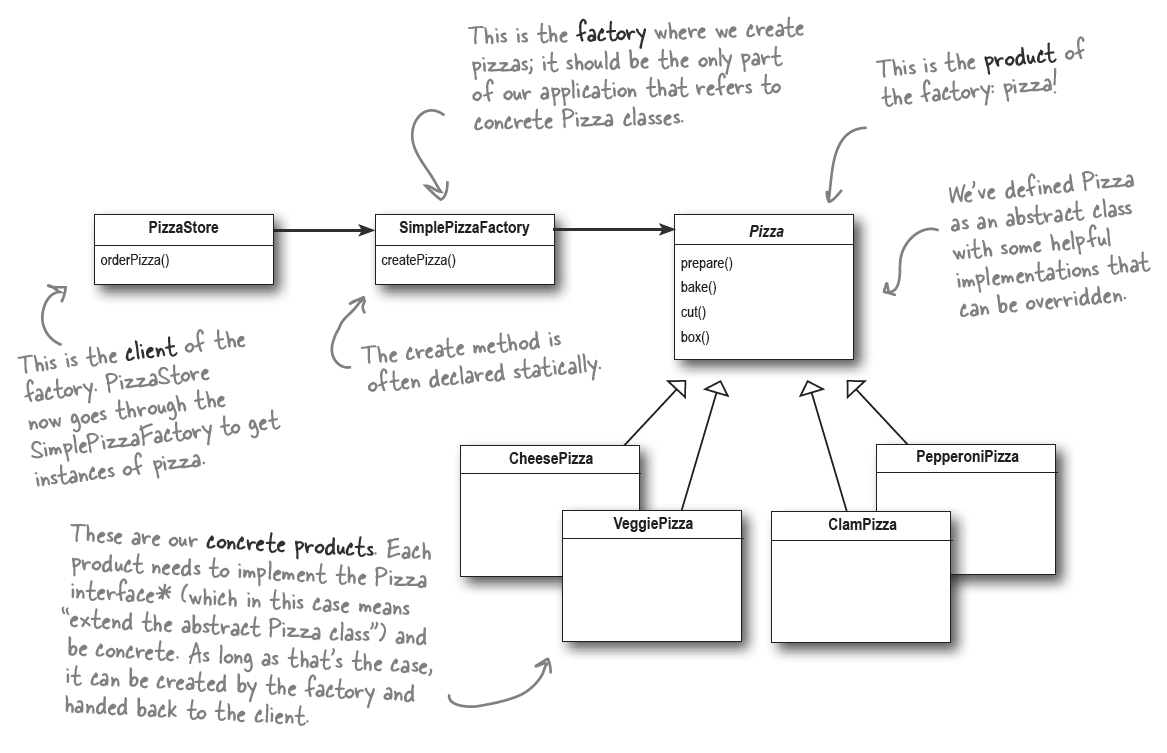 This is the factory where we create
pizzas; it should be the only part
of our application that refers to
concrete Pizza classes.
This is the product of
the factory: pizza!
We've defined Pizza
as an abstract class
with some helpful
implementations that
can be overridden.
PizzaStore
orderPizza()
SimplePizzaFactory
createPizza()
Pizza
prepare()
bake()
cut()
box()
This is the client of the
factory. PizzaStore
now goes through the
SimplePizzaFactory to get
instances of pizza.
The create method is
often declared statically.
CheesePizza
VeggiePizza
ClamPizza
PepperoniPizza
These are our concrete products. Each
product needs to implement the Pizza
interface* (which in this case means
“extend the abstract Pizza class”) and
be concrete. As long as that's the case,
it can be created by the factory and
handed back to the client.